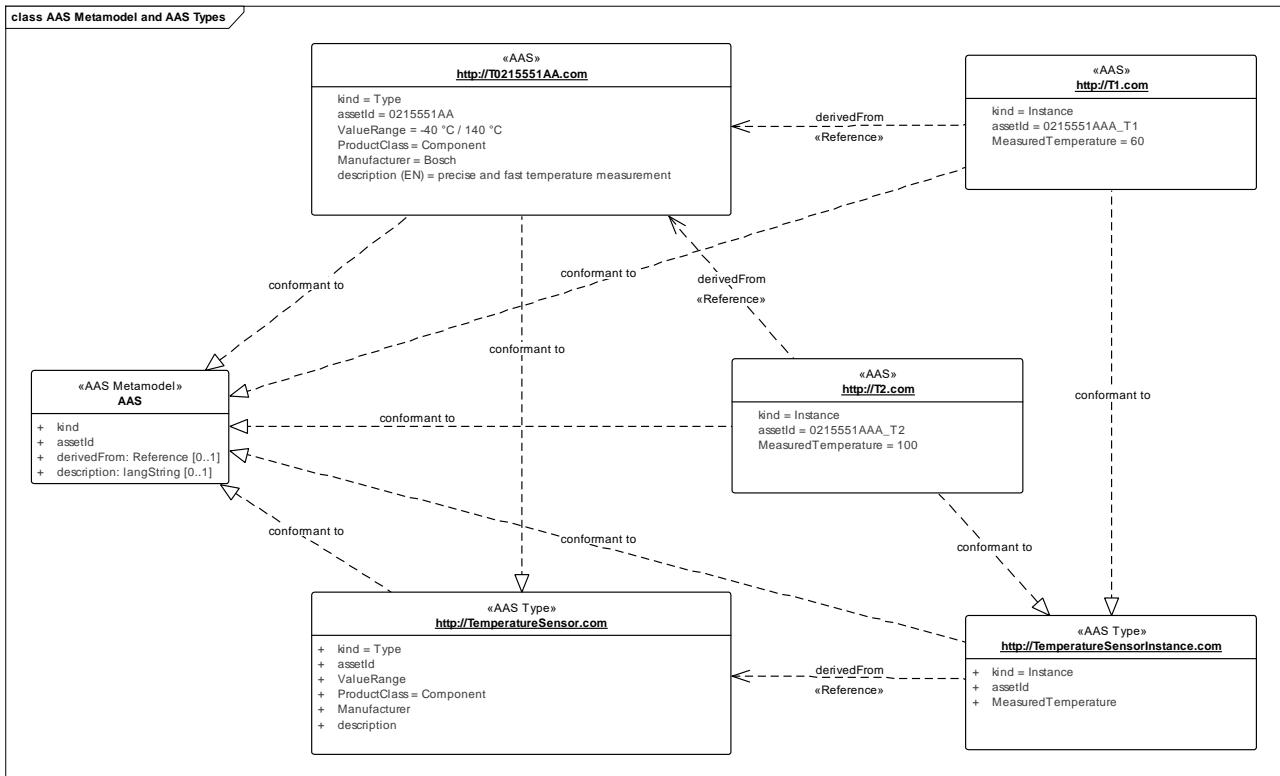 class AAS Metamodel and AAS Types
«AAS»
http://T0215551AA.com
kind = Type
assetId = 0215551AA
ValueRange = -40 °C / 140 °C
ProductClass = Component
Manufacturer = Bosch
description (EN) = precise and fast temperature measurement
derivedFrom
«Reference»
«AAS»
http://T1.com
kind = Instance
assetId = 0215551AAA_T1
MeasuredTemperature = 60
conformant to
conformant to
derivedFrom
«Reference»
conformant to
conformant to
«AAS Metamodel»
AAS
+ kind
+ assetId
+ derivedFrom: Reference [0..1]
+ description: langString [0..1]
conformant to
«AAS»
http://T2.com
kind = Instance
assetId = 0215551AAA_T2
MeasuredTemperature = 100
conformant to
conformant to
conformant to
conformant to
«AAS Type»
http://TemperatureSensor.com
+ kind = Type
+ assetId
+ ValueRange
+ ProductClass = Component
+ Manufacturer
+ description
derivedFrom
«Reference»
«AAS Type»
http://TemperatureSensorInstance.com
+ kind = Instance
+ assetId
+ MeasuredTemperature